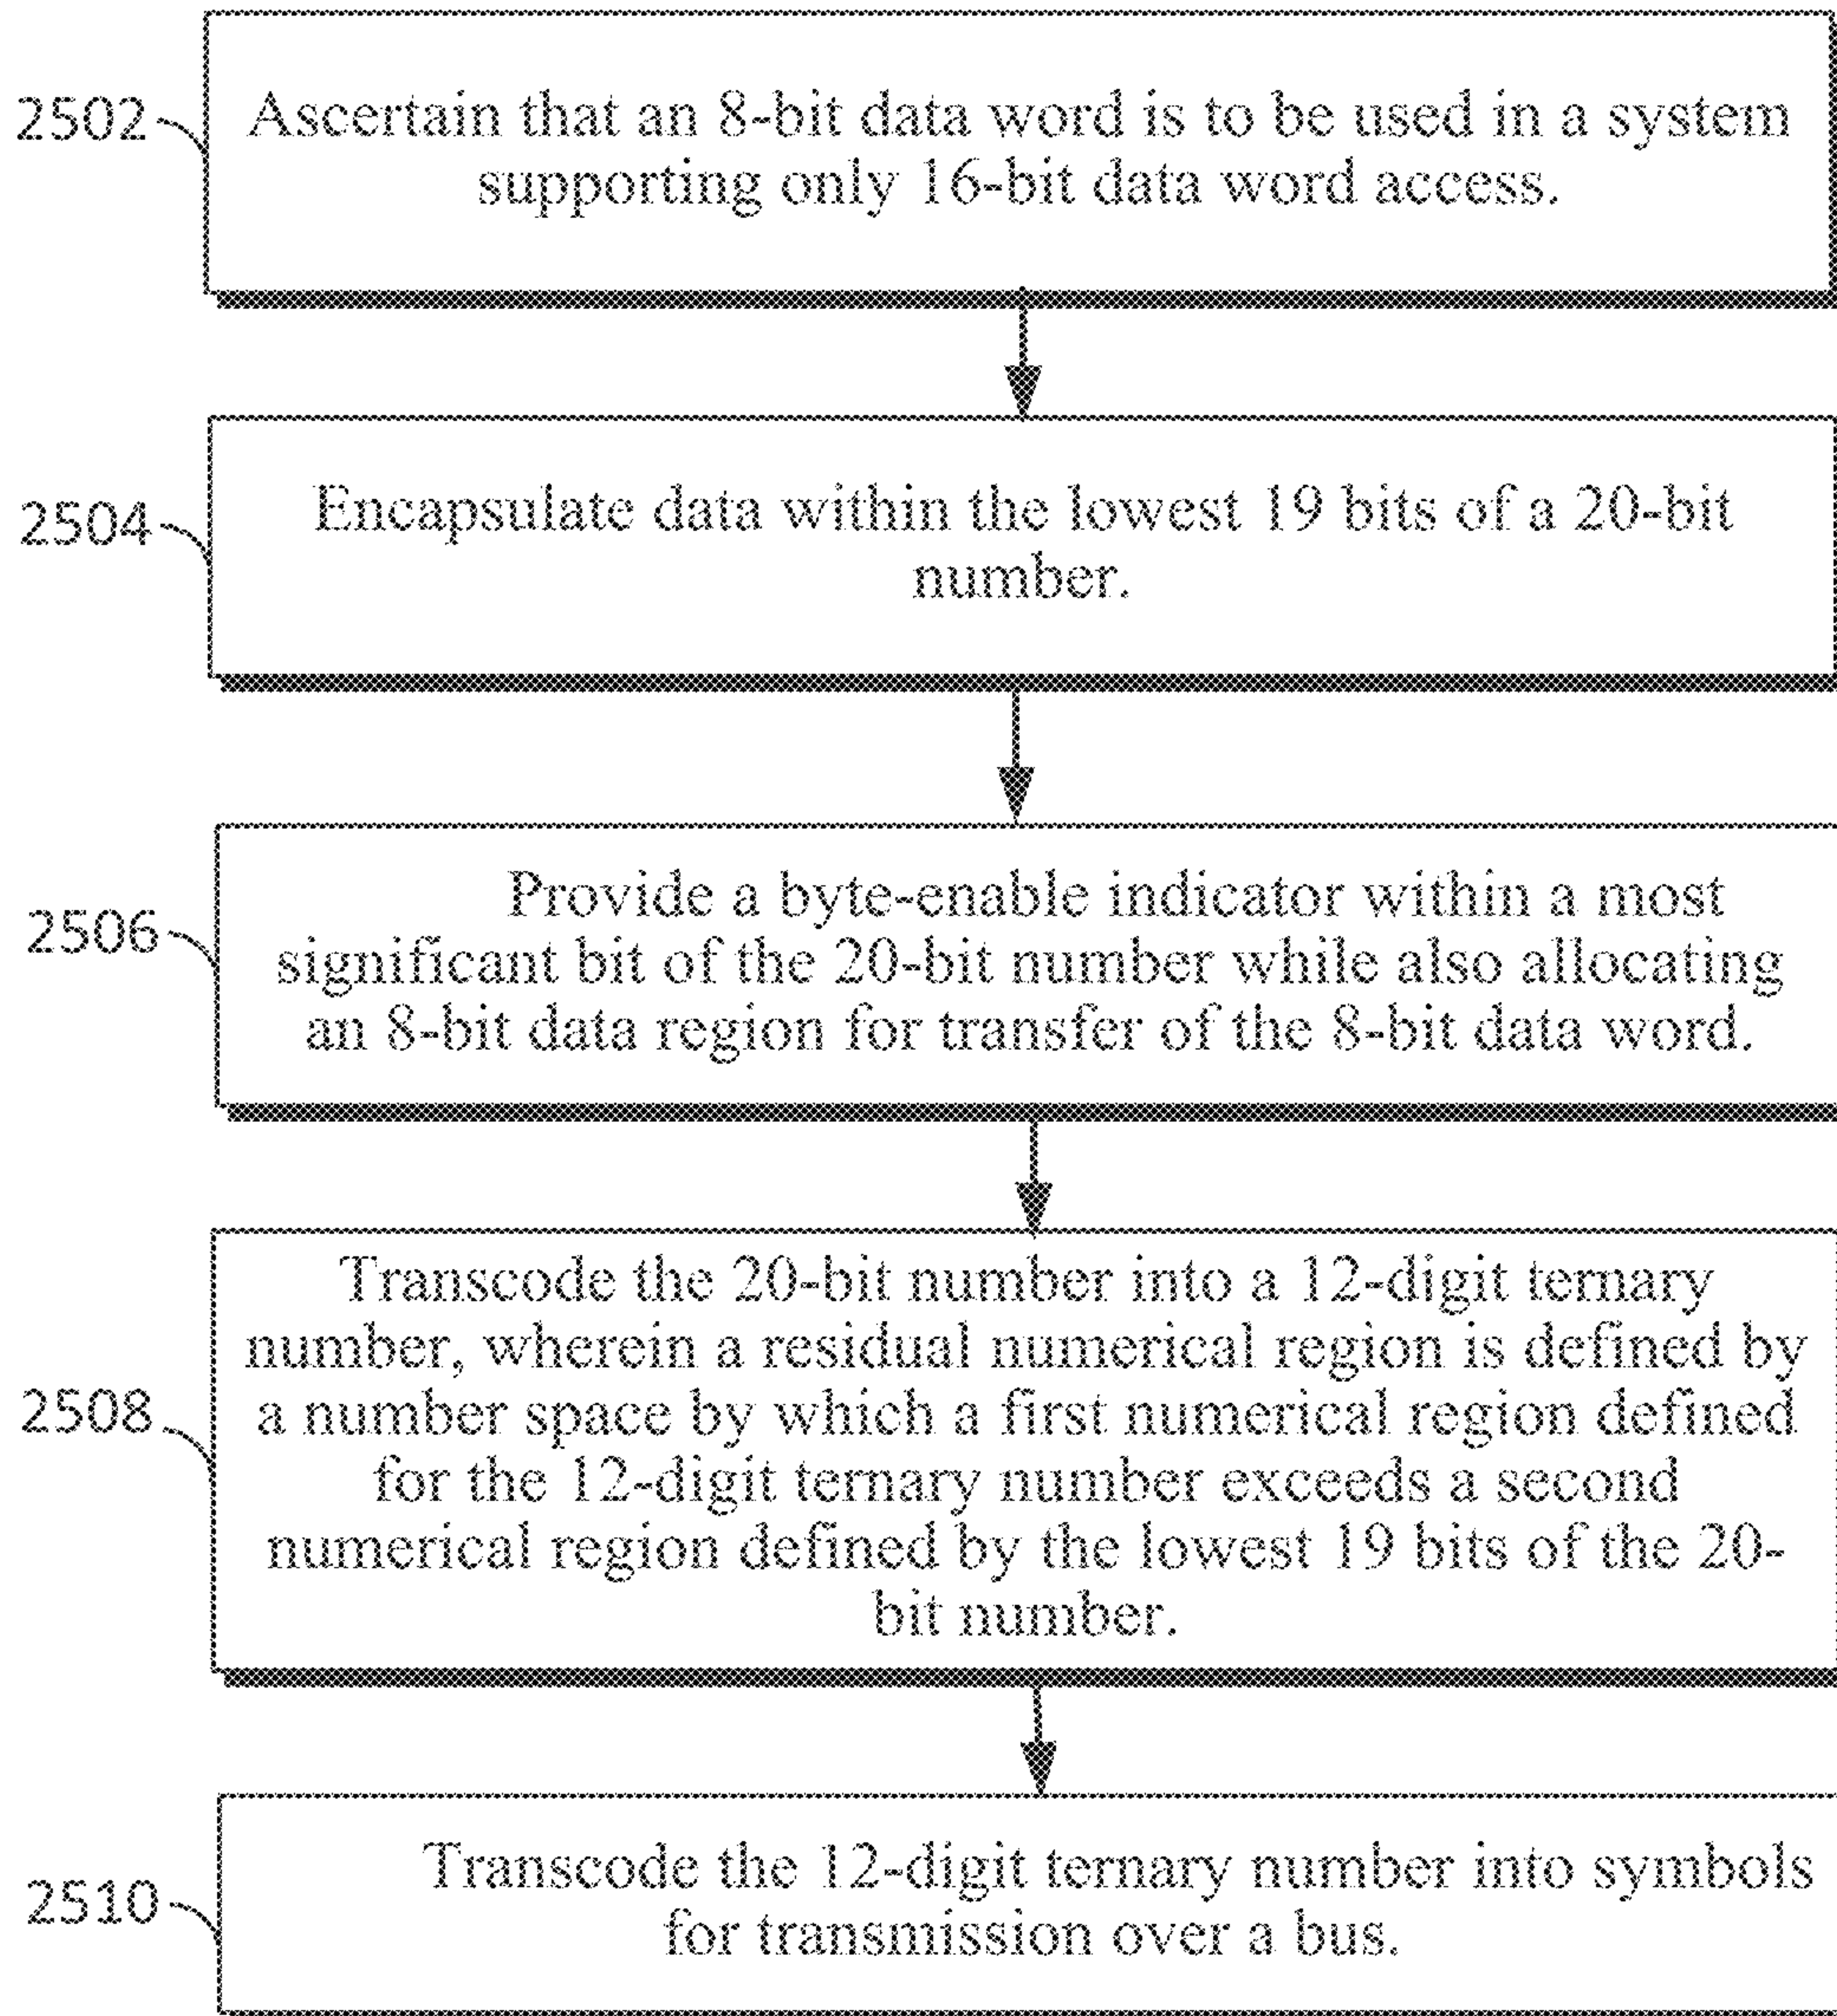 2502
Ascertain that an 8-bit data word is to be used in a system
supporting only 16-bit data word access.
2504
Encapsulate data within the lowest 19 bits of a 20-bit
number.
2506
Provide a byte-enable indicator within a most
significant bit of the 20-bit number while also allocating
an 8-bit data region for transfer of the 8-bit data word.
2508
Transcode the 20-bit number into a 12-digit ternary
number, wherein a residual numerical region is defined by
a number space by which a first numerical region defined
for the 12-digit ternary number exceeds a second
numerical region defined by the lowest 19 bits of the 20-
bit number.
2510
Transcode the 12-digit ternary number into symbols
for transmission over a bus.